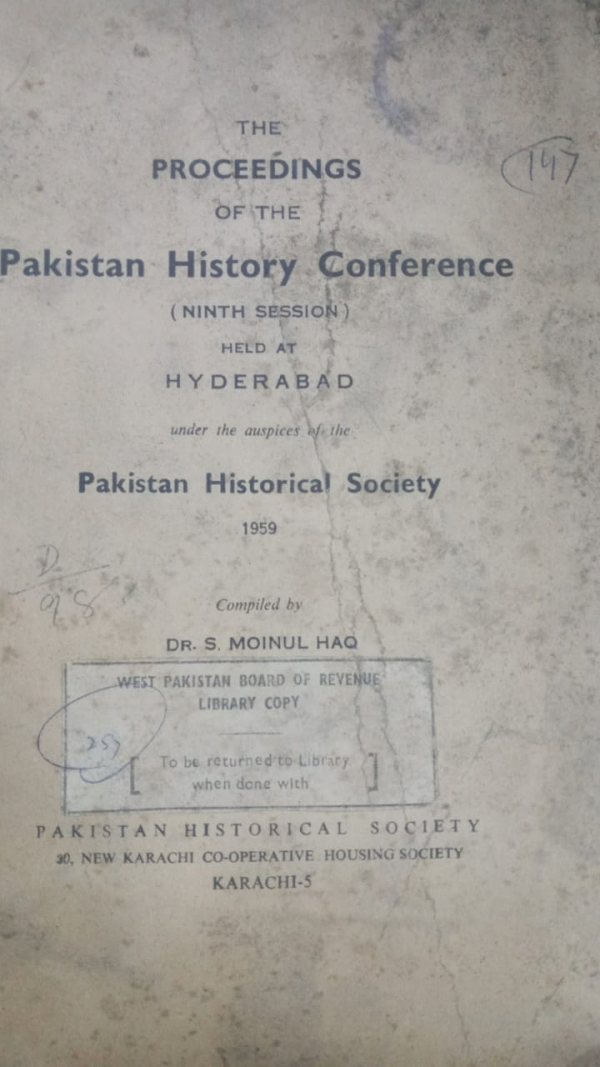 THE
PROCEEDINGS
OF THE
Pakistan History Conference
(NINTH SESSION)
HELD AT
HYDERABAD
under the auspices of the
Pakistan Historical Society
1959
Compiled by
DR. S. MOINUL HAQ
WEST PAKISTAN BOARD OF REVENUE
LIBRARY COPY
[ To be returned to Library
when done with ]
PAKISTAN HISTORICAL SOCIETY
30, NEW KARACHI CO-OPERATIVE HOUSING SOCIETY
KARACHI-5
147
D
98